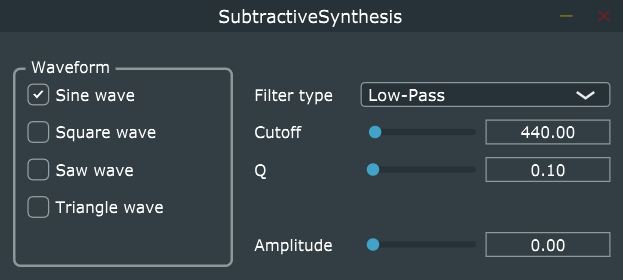 SubtractiveSynthesis
Waveform
Sine wave
Square wave
Saw wave
Triangle wave
Filter type
Low-Pass
Cutoff
440.00
Q
0.10
Amplitude
0.00